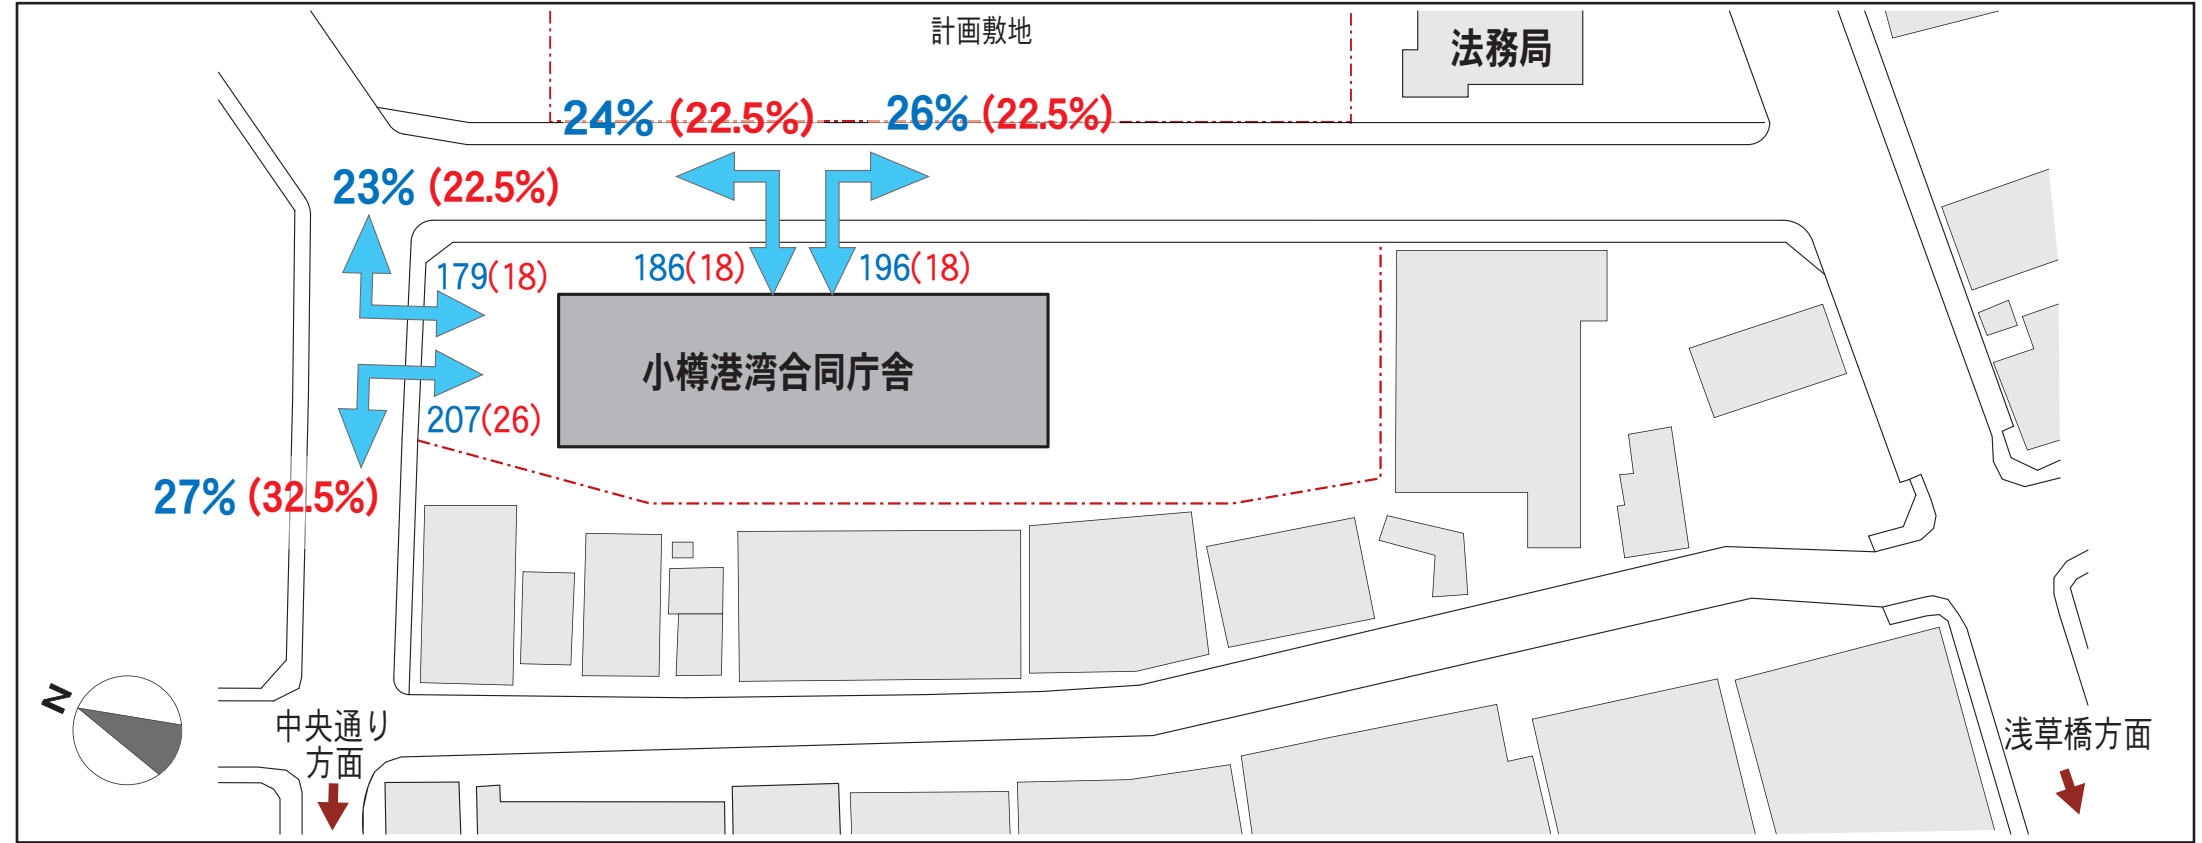 計画敷地
法務局
24% (22.5%)
26% (22.5%)
23% (22.5%)
179(18)
186(18)
196(18)
小樽港湾合同庁舎
207(26)
27% (32.5%)
N
中央通り
方面
浅草橋方面